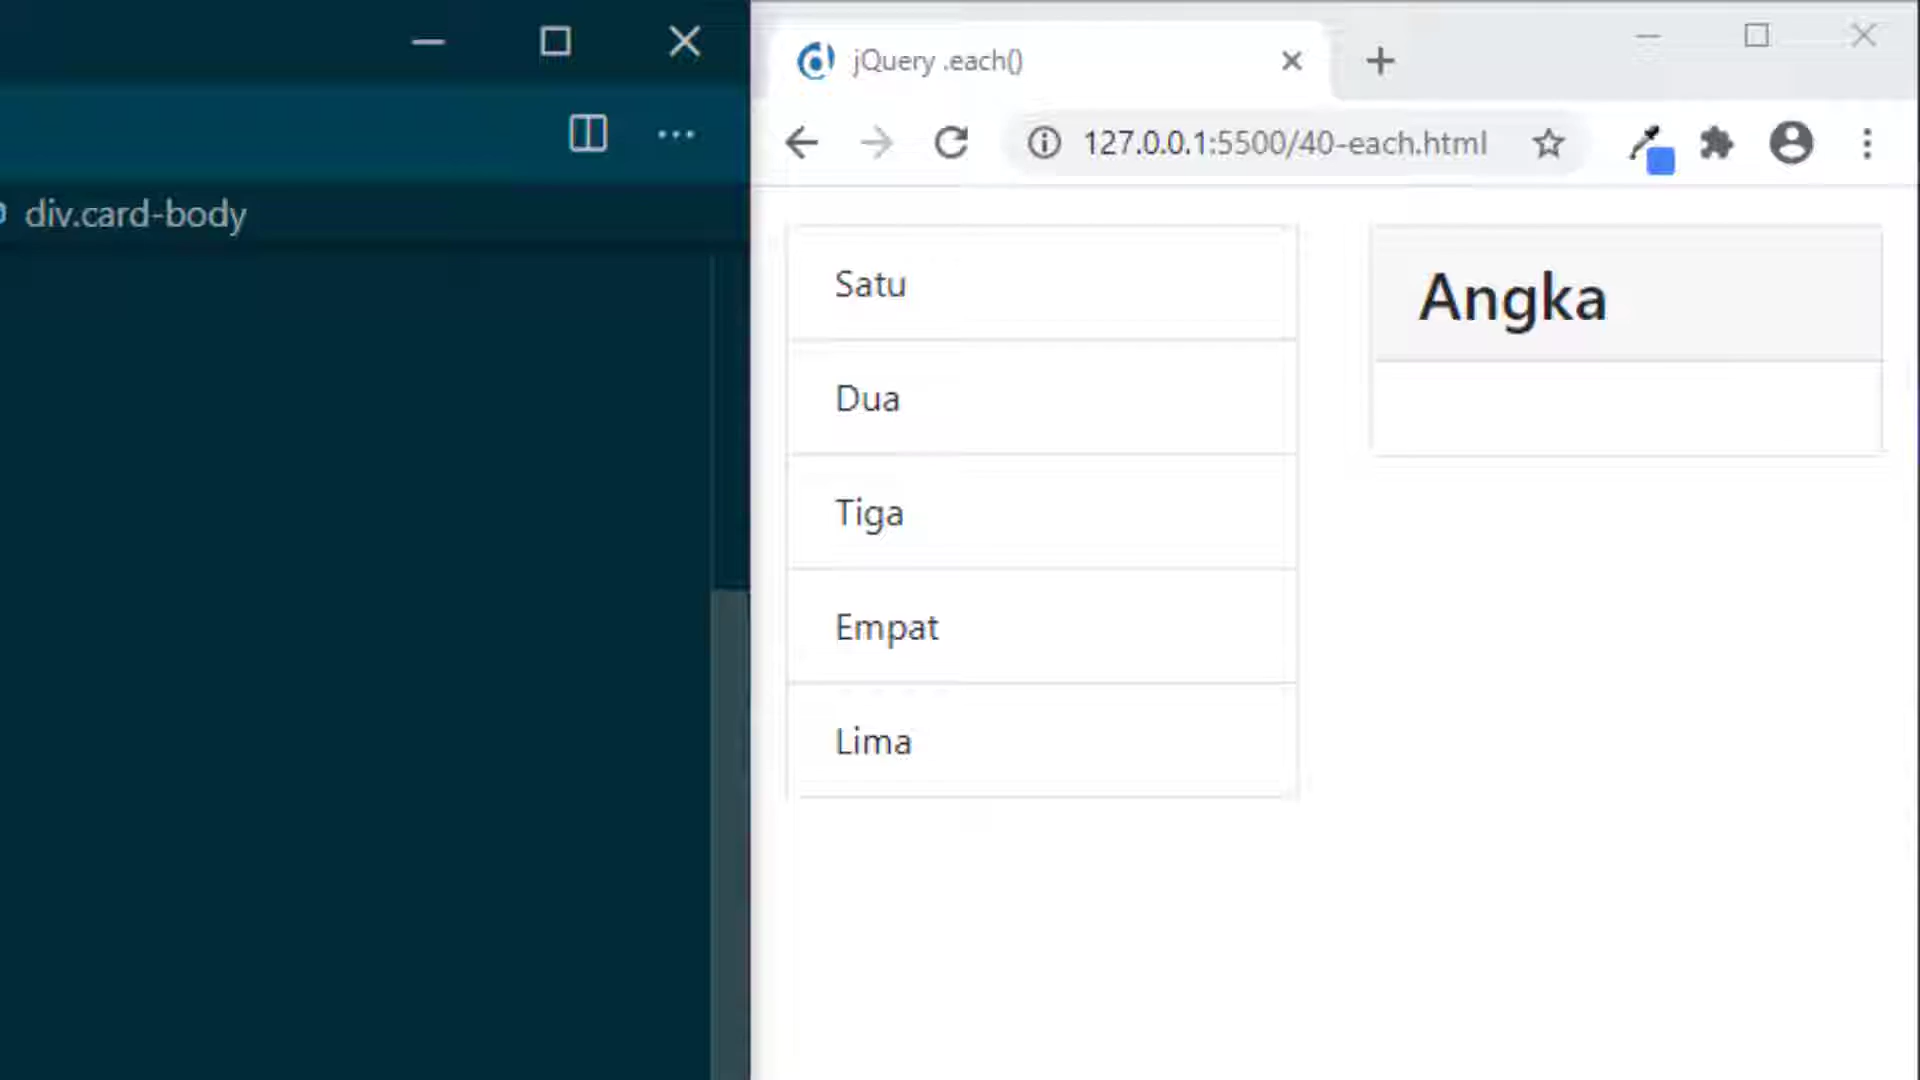 div.card-body
jQuery .each()
127.0.0.1:5500/40-each.html
Satu
Dua
Tiga
Empat
Lima
Angka